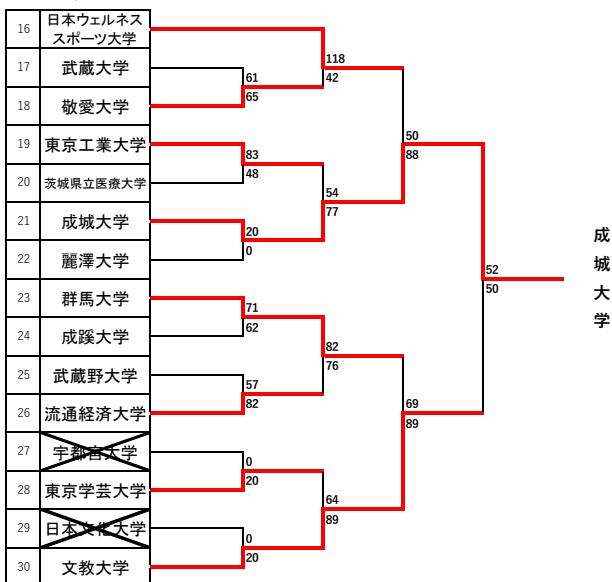 16 日本ウェルネス
スポーツ大学
17 武蔵大学
18 敬愛大学
19 東京工業大学
20 茨城県立医療大学
21 成城大学
22 麗澤大学
23 群馬大学
24 成蹊大学
25 武蔵野大学
26 流通経済大学
27 宇都宮大学
28 東京学芸大学
29 日本文化大学
30 文教大学
61
65
83
48
20
0
71
62
57
82
0
20
0
20
118
42
54
77
82
76
64
89
50
88
69
89
52
50
成
城
大
学